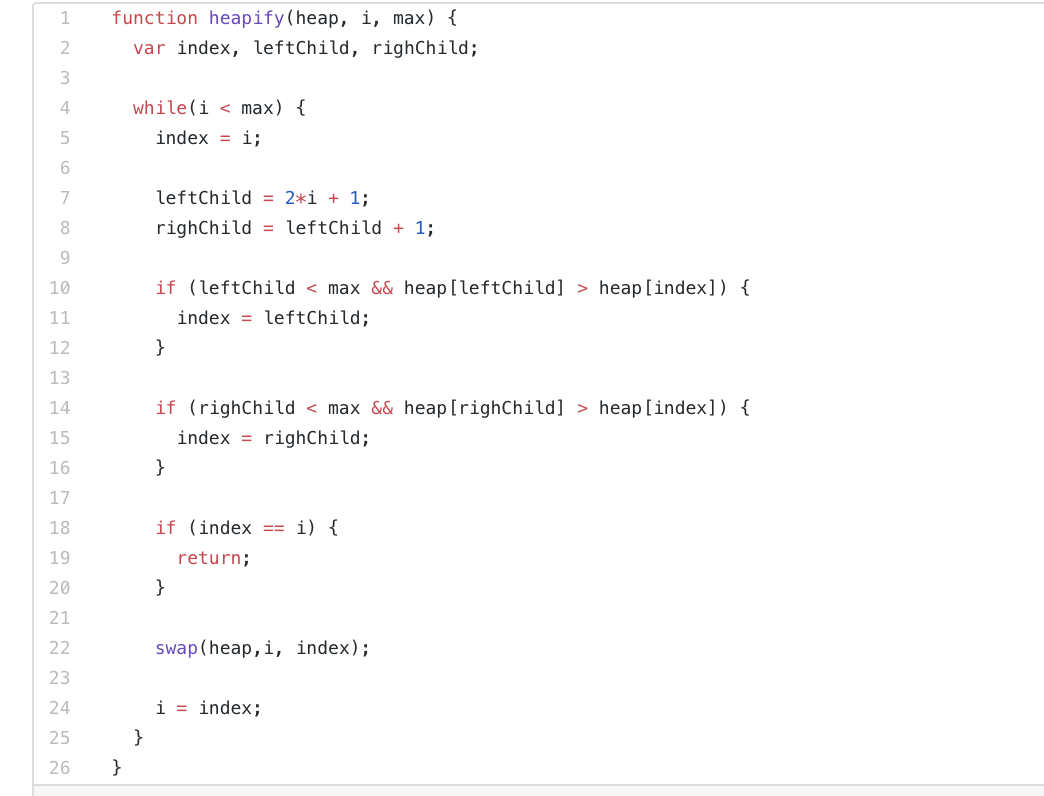 1 function heapify(heap, i, max) {
2 var index, leftChild, righChild;
3
4 while(i < max) {
5 index = i;
6
7 leftChild = 2*i + 1;
8 righChild = leftChild + 1;
9
10 if (leftChild < max && heap[leftChild] > heap[index]) {
11 index = leftChild;
12 }
13
14 if (righChild < max && heap[righChild] > heap[index]) {
15 index = righChild;
16 }
17
18 if (index == i) {
19 return;
20 }
21
22 swap(heap,i, index);
23
24 i = index;
25 }
26 }